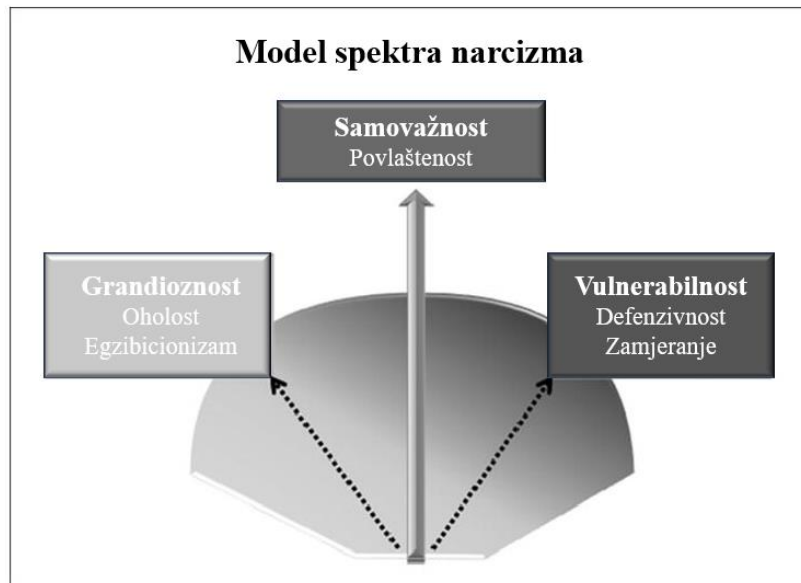 Model spektra narcizma
Samovažnost
Povlaštenost
Grandioznost
Oholost
Egzibicionizam
Vulnerabilnost
Defenzivnost
Zamjeranje